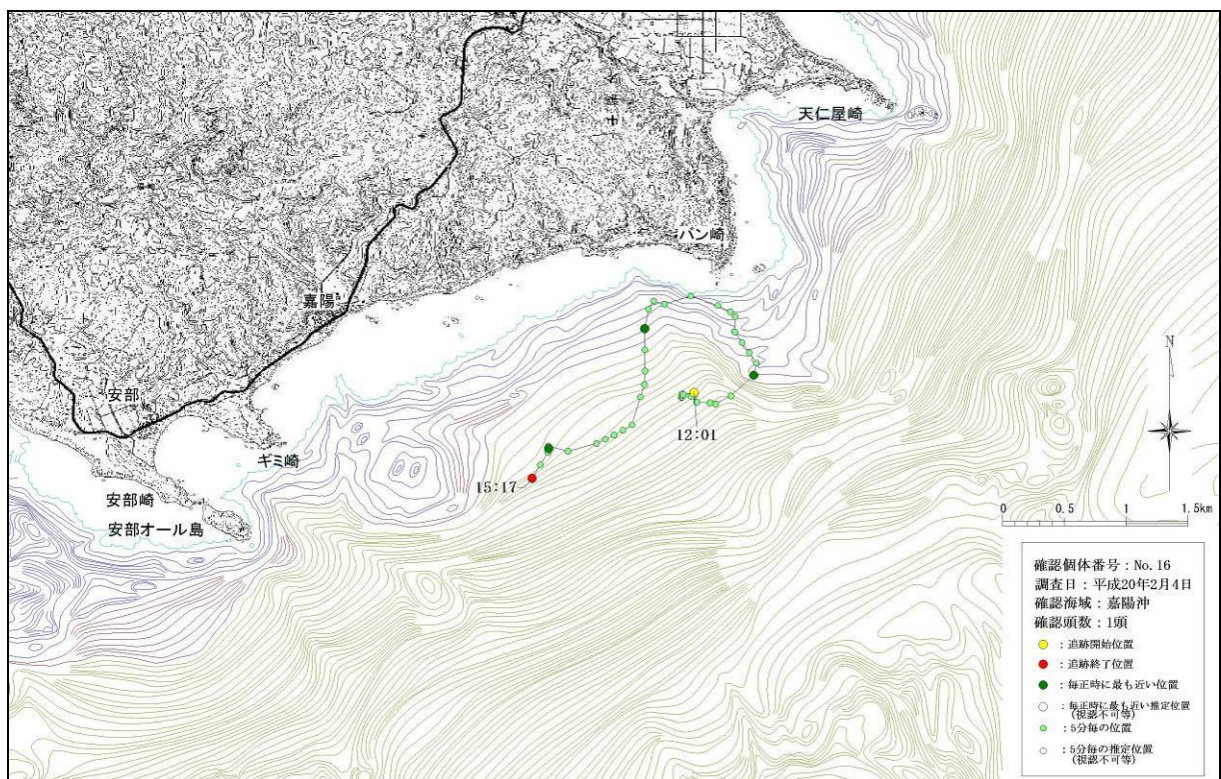 天仁屋崎
バン崎
嘉陽
安部
ギミ崎
安部崎
安部オール島
12:01
15:17
N
0 0.5 1 1.5km
確認個体番号：No.16
調査日：平成20年2月4日
確認海域：嘉陽沖
確認頭数：1頭
：追跡開始位置
：追跡終了位置
：毎正時に最も近い位置
：毎正時に最も近い推定位置
(視認不可等)
：5分毎の位置
：5分毎の推定位置
(視認不可等)